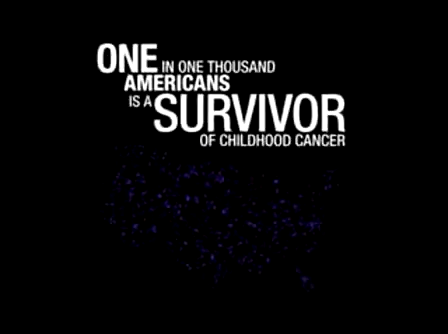 ONE IN ONE THOUSAND
AMERICANS
IS A SURVIVOR
OF CHILDHOOD CANCER